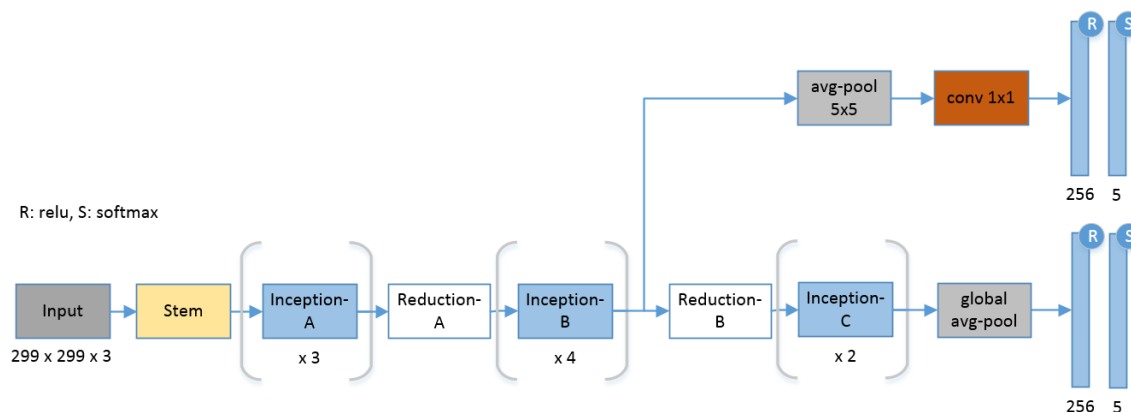 R
S
avg-pool
5x5
conv 1x1
256
5
R: relu, S: softmax
R
S
Input
Stem
Inception-
A
Reduction-
A
Inception-
B
Reduction-
B
Inception-
C
global
avg-pool
299 x 299 x 3
x 3
x 4
x 2
256
5